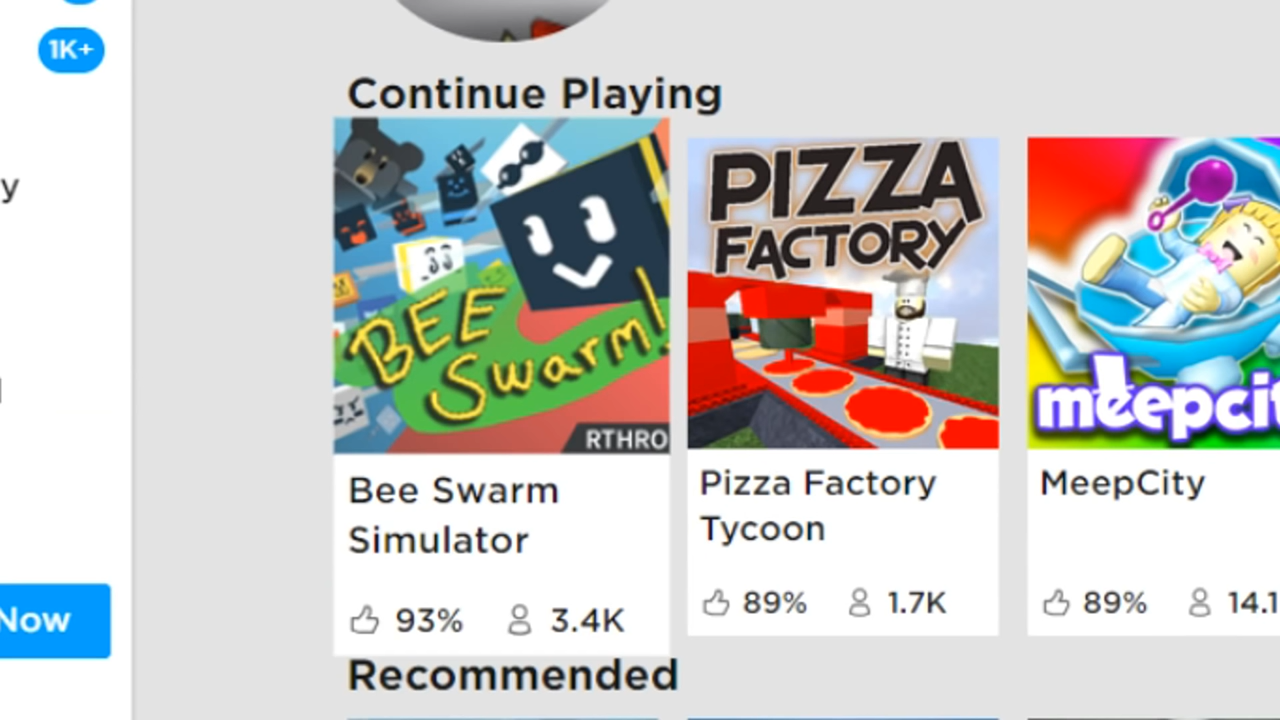 1K+
y
Continue Playing
PIZZA
FACTORY
BEE
Swarm!
meepcit
RTHRO
Bee Swarm
Simulator
Pizza Factory
Tycoon
MeepCity
93%
3.4K
89%
1.7K
89%
14.1
Now
Recommended